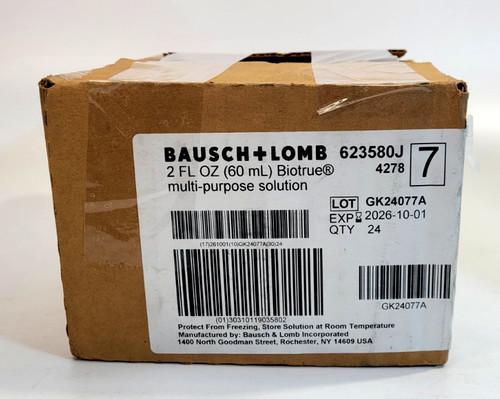 BAUSCH+LOMB 623580J 7
2 FL OZ (60 mL) Biotrue® 4278
multi-purpose solution
LOT GK24077A
EXP 2026-10-01
QTY 24
(17)261001(10)GK24077A(30)24
GK24077A
(01)30310119035802
Protect From Freezing, Store Solution at Room Temperature
Manufactured by: Bausch & Lomb Incorporated
1400 North Goodman Street, Rochester, NY 14609 USA